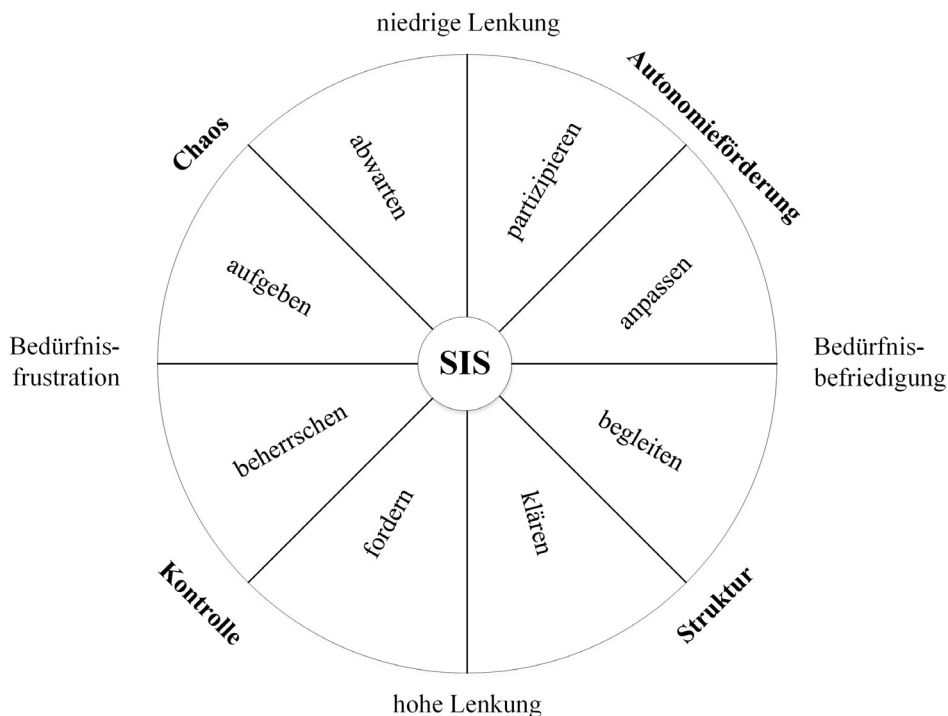 niedrige Lenkung
Autonomieförderung
Chaos
abwarten
partizipieren
aufgeben
anpassen
Bedürfnis-
frustration
SIS
Bedürfnis-
befriedigung
beherrschen
begleiten
fordern
klären
Kontrolle
Struktur
hohe Lenkung